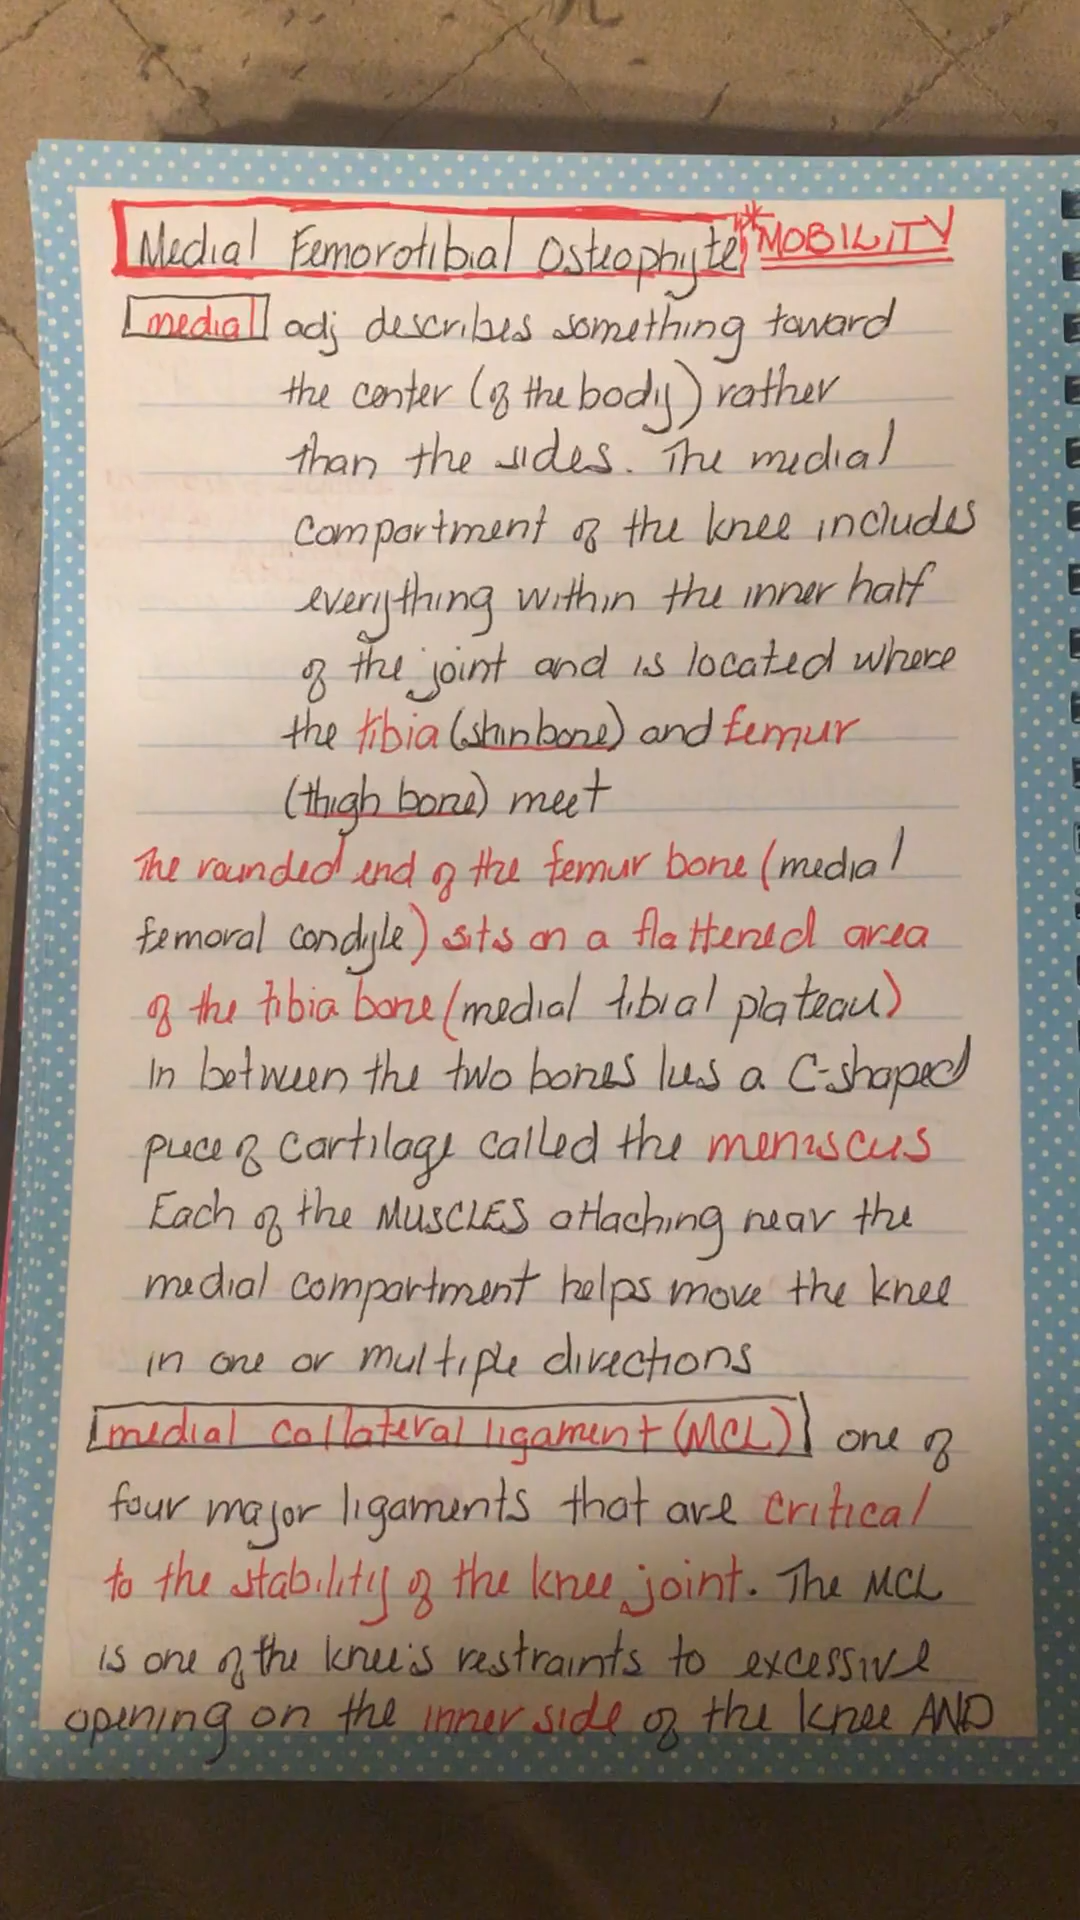 Medial Femorotibial Osteophyte *MOBILITY
medial adj describes something toward
the center (of the body) rather
than the sides. The medial
compartment of the knee includes
everything within the inner half
of the joint and is located where
the tibia (shinbone) and femur
(thigh bone) meet
The rounded end of the femur bone (medial
femoral condyle) sits on a flattened area
of the tibia bone (medial tibial plateau)
In between the two bones lies a C-shaped
piece of cartilage called the meniscus
Each of the MUSCLES attaching near the
medial compartment helps move the knee
in one or multiple directions
medial collateral ligament (MCL) one of
four major ligaments that are critical
to the stability of the knee joint. The MCL
is one of the knee's restraints to excessive
opening on the inner side of the knee AND